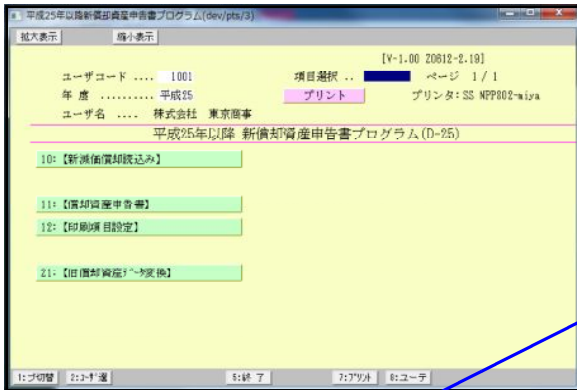 平成25年以降新償却資産申告書プログラム(dev/pts/3)
拡大表示 縮小表示
[V-1.00 Z0612-2.19]
ユーザコード .... 1001 項目選択 .. ページ 1/1
年 度 .......... 平成25 プリント プリンタ:SS NPP802-miya
ユーザ名 .... 株式会社 東京商事
平成25年以降 新償却資産申告書プログラム(D-25)
10:【新減価償却読込み】
11:【償却資産申告書】
12:【印刷項目設定】
21:【旧償却資産データ変換】
1:ブ切替 2:ユーザ選 5:終 了 7:プリント 8:ユーテ